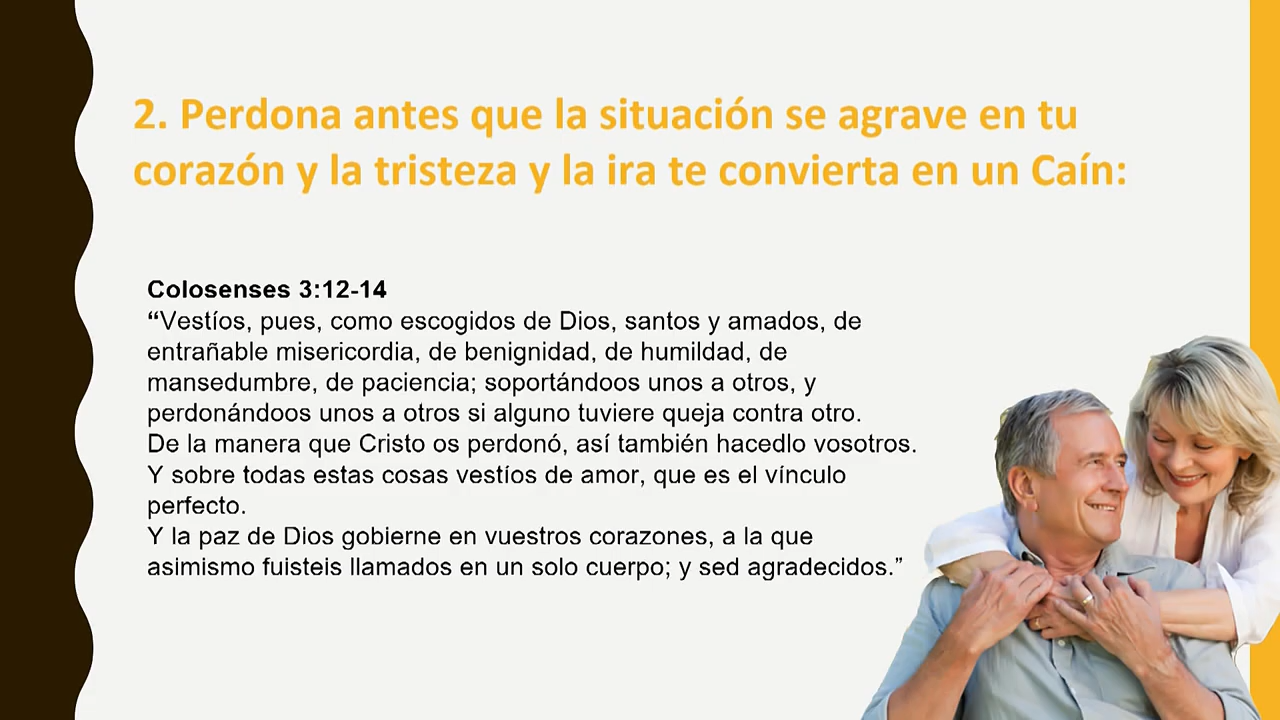 2. Perdona antes que la situación se agrave en tu
corazón y la tristeza y la ira te convierta en un Caín:
Colosenses 3:12-14
“Vestíos, pues, como escogidos de Dios, santos y amados, de
entrañable misericordia, de benignidad, de humildad, de
mansedumbre, de paciencia; soportándoos unos a otros, y
perdonándoos unos a otros si alguno tuviere queja contra otro.
De la manera que Cristo os perdonó, así también hacedlo vosotros.
Y sobre todas estas cosas vestíos de amor, que es el vínculo
perfecto.
Y la paz de Dios gobierne en vuestros corazones, a la que
asimismo fuisteis llamados en un solo cuerpo; y sed agradecidos.”